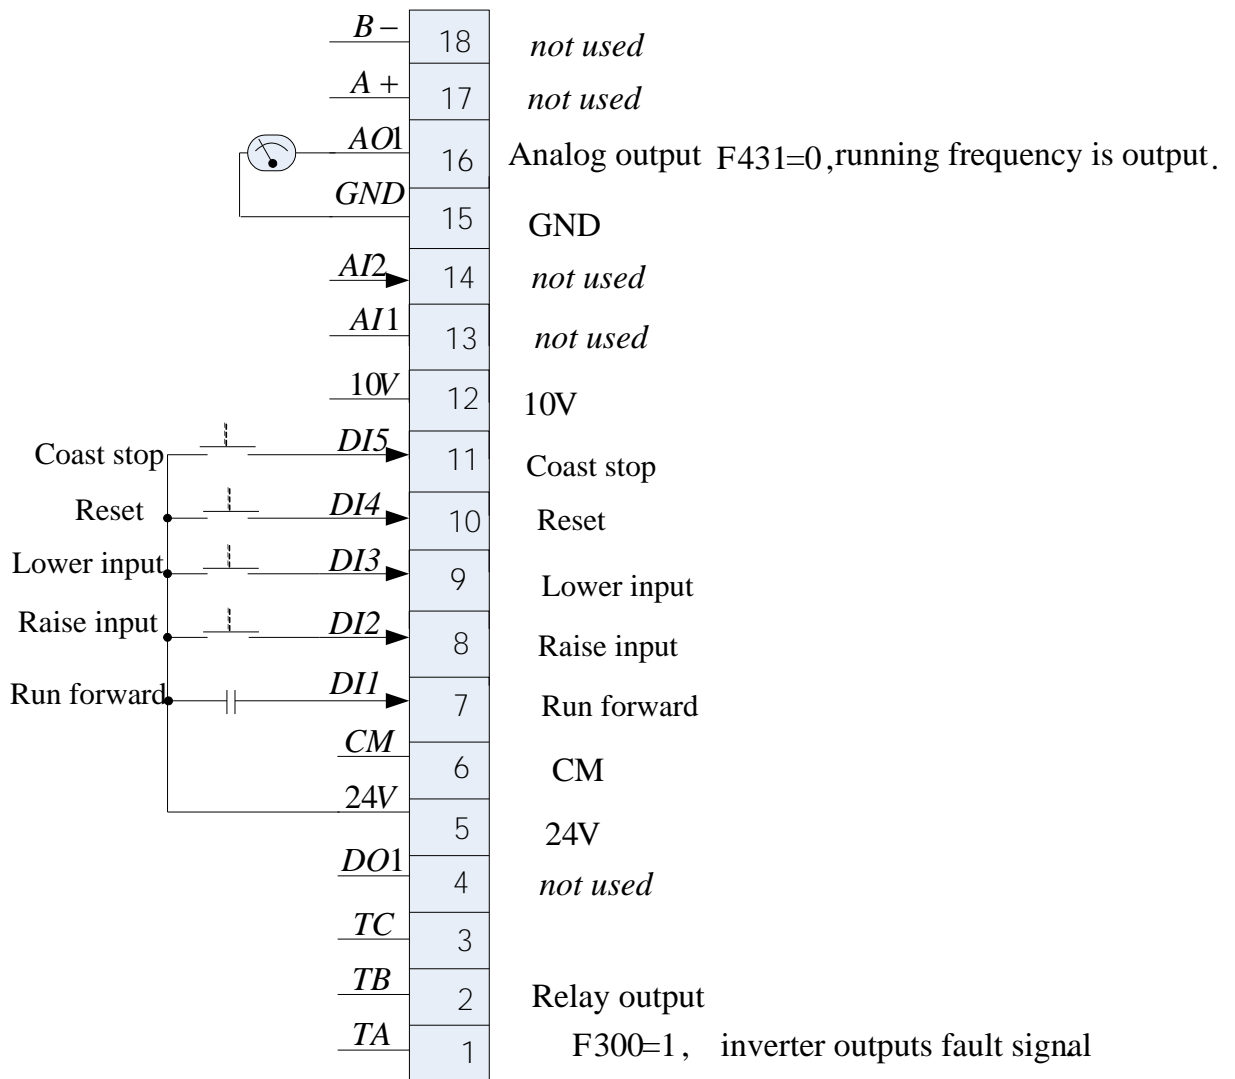 B – 18 not used
A + 17 not used
AO1 16 Analog output F431=0,running frequency is output.
GND 15 GND
AI2 14 not used
AI1 13 not used
10V 12 10V
Coast stop DI5 11 Coast stop
Reset DI4 10 Reset
Lower input DI3 9 Lower input
Raise input DI2 8 Raise input
Run forward DI1 7 Run forward
CM 6 CM
24V 5 24V
DO1 4 not used
TC 3
TB 2 Relay output
TA 1 F300=1, inverter outputs fault signal.